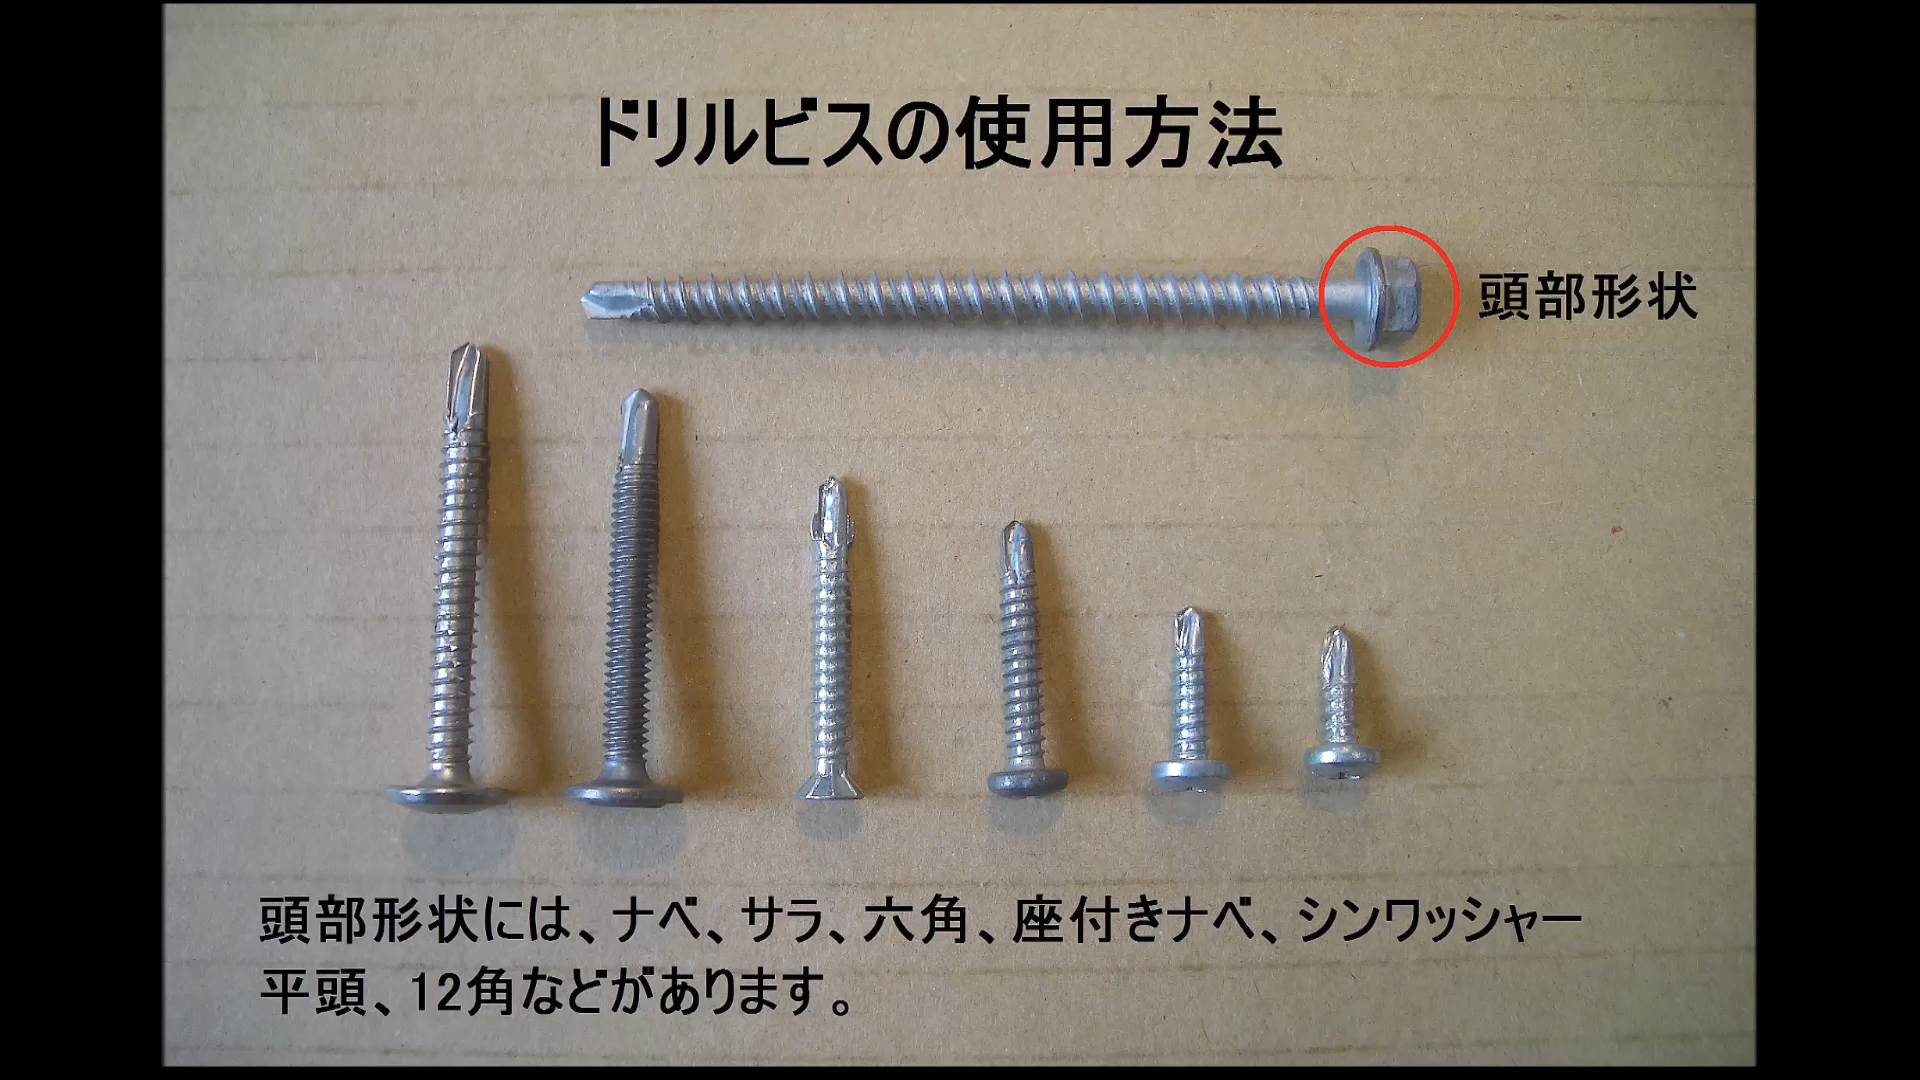 ドリルビスの使用方法
頭部形状
頭部形状には、ナベ、サラ、六角、座付きナベ、シンワッシャー
平頭、12角などがあります。